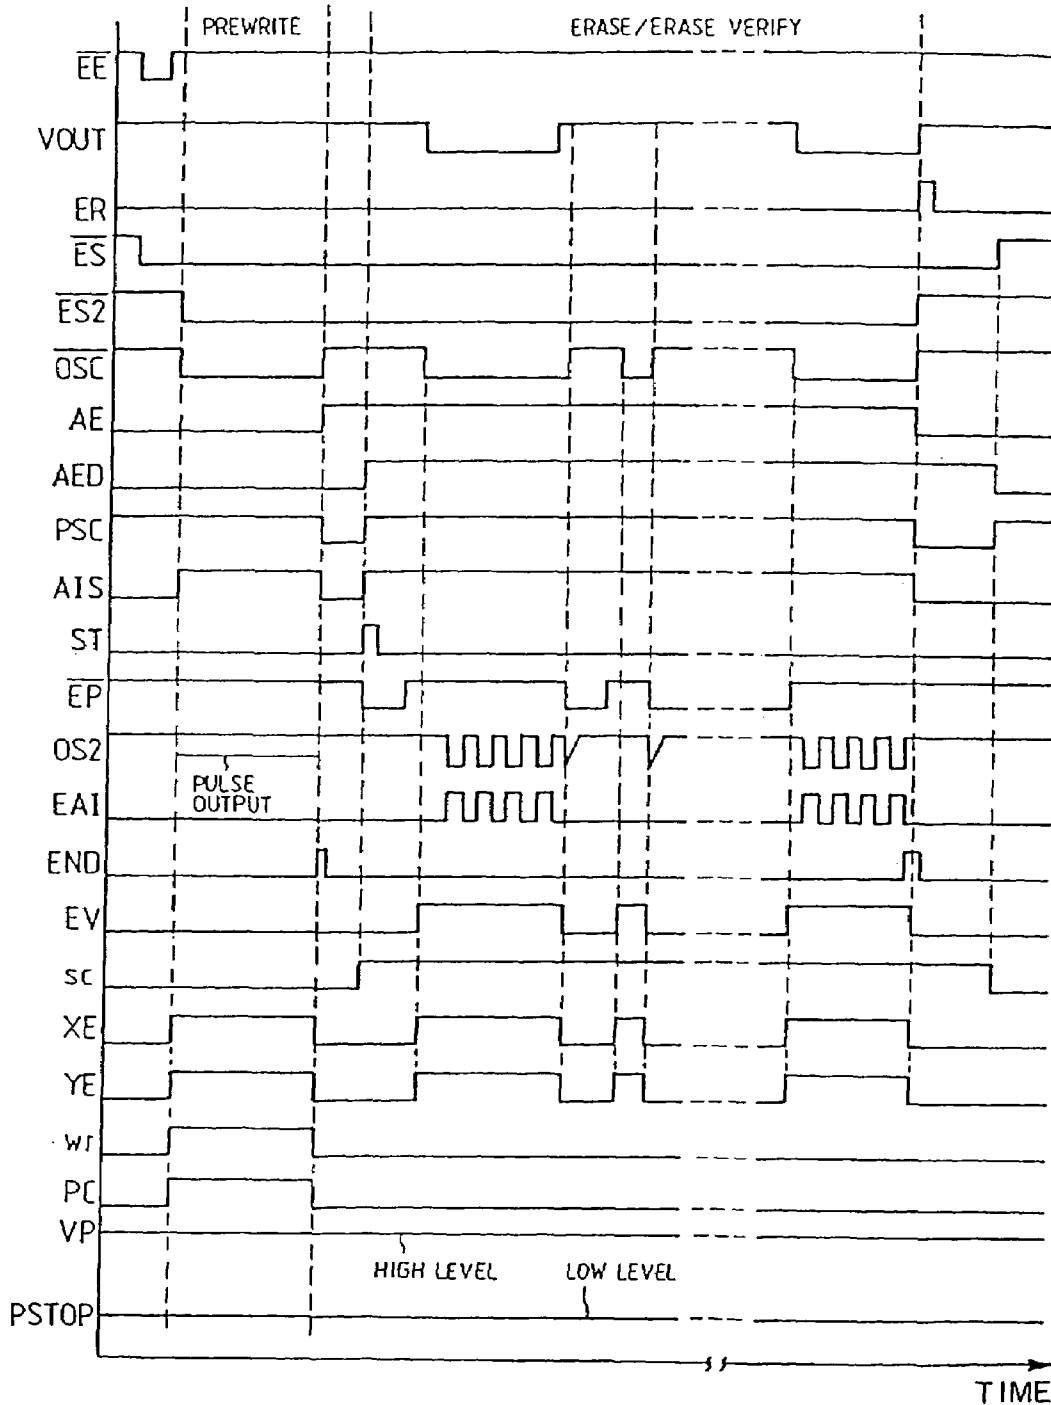 PREWRITE
ERASE/ERASE VERIFY
EE
VOUT
ER
ES
ES2
OSC
AE
AED
PSC
AIS
ST
EP
OS2
PULSE
OUTPUT
EAI
END
EV
SC
XE
YE
Wr
PC
VP
HIGH LEVEL
LOW LEVEL
PSTOP
TIME